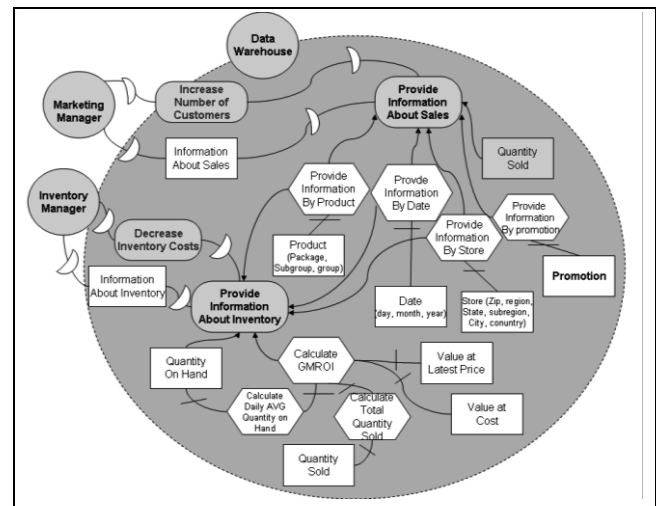 Data
Warehouse
Increase
Number of
Customers
Marketing
Manager
Provide
Information
About Sales
Information
About Sales
Quantity
Sold
Provide
Information
By Product
Provide
Information
By Date
Provide
Information
By promotion
Inventory
Manager
Provide
Information
By Store
Decrease
Inventory Costs
Product
(Package,
Subgroup, group)
Promotion
Information
About Inventory
Provide
Information
About Inventory
Date
(day, month, year)
Store (Zip, region,
State, subregion,
City, conuntry)
Quantity
On Hand
Calculate
GMROI
Value at
Latest Price
Calculate
Daily AVG
Quantity on
Hand
Calculate
Total
Quantity
Sold
Value at
Cost
Quantity
Sold